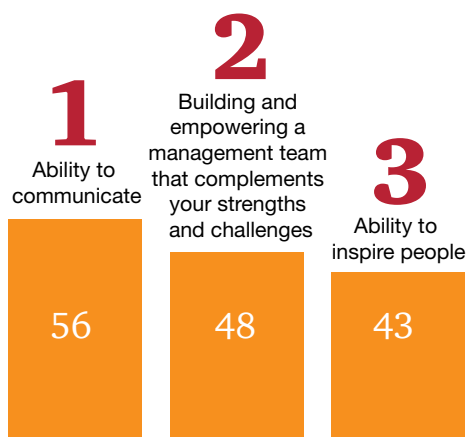 1
Ability to
communicate
56
2
Building and
empowering a
management team
that complements
your strengths
and challenges
48
3
Ability to
inspire people
43